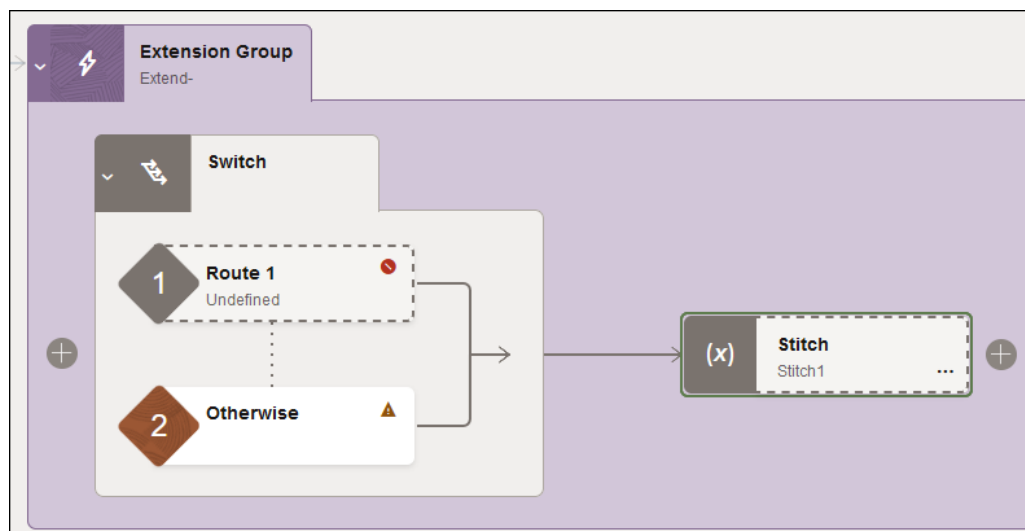 Extension Group
Extend-
Switch
1
Route 1
Undefined
2
Otherwise
(x)
Stitch
Stitch1
...